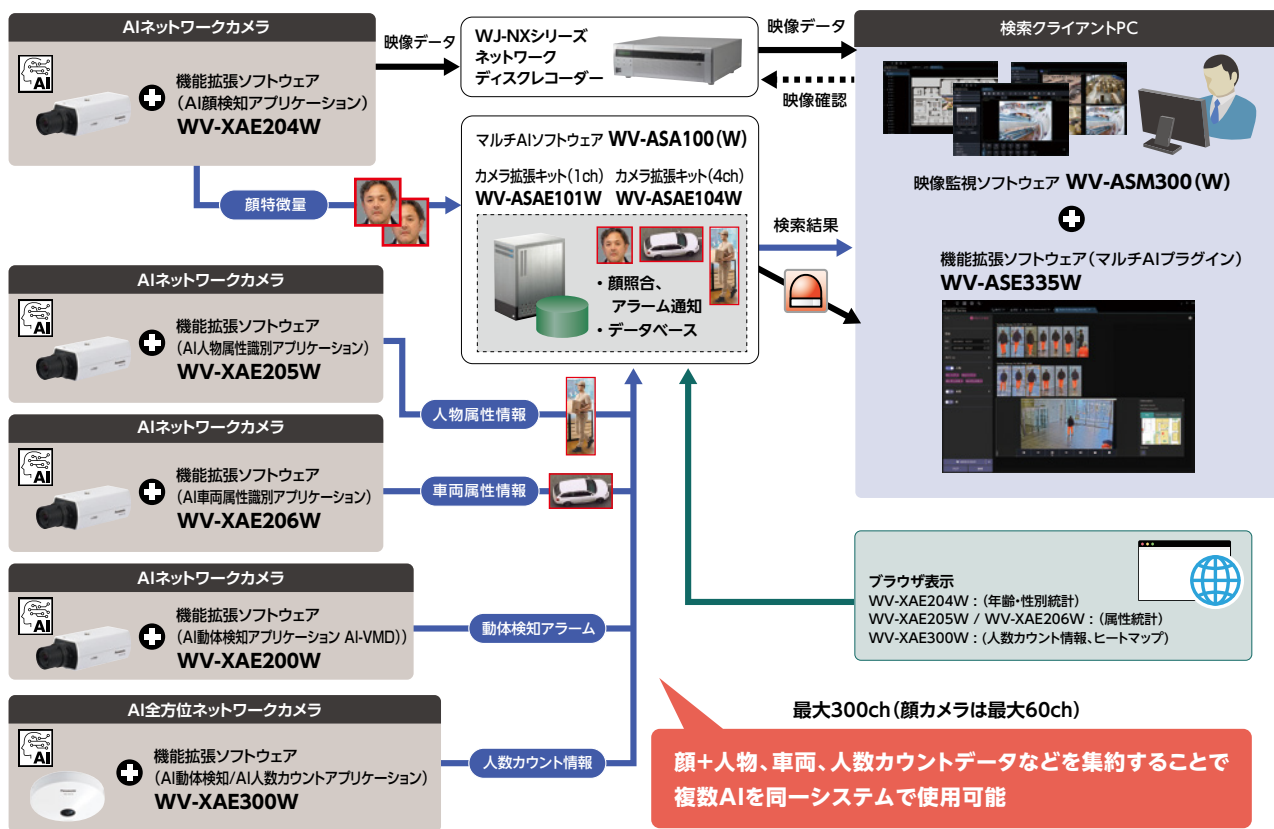 AIネットワークカメラ
AI
機能拡張ソフトウェア
（AI顔検知アプリケーション）
WV-XAE204W
映像データ
WJ-NXシリーズ
ネットワーク
ディスクレコーダー
映像データ
映像確認
検索クライアントPC
映像監視ソフトウェア WV-ASM300（W）
機能拡張ソフトウェア（マルチAIプラグイン）
WV-ASE335W
顔特徴量
マルチAIソフトウェア WV-ASA100（W）
カメラ拡張キット（1ch） カメラ拡張キット（4ch）
WV-ASAE101W WV-ASAE104W
・顔照合、
アラーム通知
・データベース
検索結果
AIネットワークカメラ
AI
機能拡張ソフトウェア
（AI人物属性識別アプリケーション）
WV-XAE205W
人物属性情報
AIネットワークカメラ
AI
機能拡張ソフトウェア
（AI車両属性識別アプリケーション）
WV-XAE206W
車両属性情報
AIネットワークカメラ
AI
機能拡張ソフトウェア
（AI動体検知アプリケーション AI-VMD））
WV-XAE200W
動体検知アラーム
AI全方位ネットワークカメラ
AI
機能拡張ソフトウェア
（AI動体検知/AI人数カウントアプリケーション）
WV-XAE300W
人数カウント情報
ブラウザ表示
WV-XAE204W：（年齢・性別統計）
WV-XAE205W / WV-XAE206W：（属性統計）
WV-XAE300W：（人数カウント情報、ヒートマップ）
最大300ch（顔カメラは最大60ch）
顔＋人物、車両、人数カウントデータなどを集約することで
複数AIを同一システムで使用可能